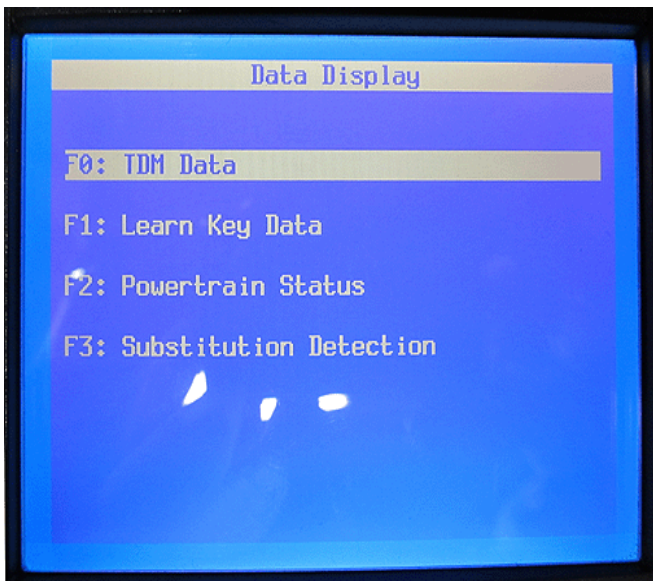 Data Display
F0: TDM Data
F1: Learn Key Data
F2: Powertrain Status
F3: Substitution Detection